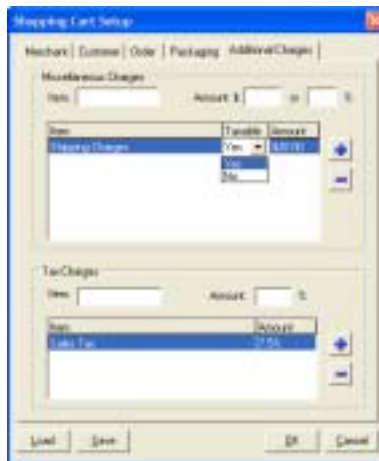 Shopping Cart Setup
Merchant Customer Order Packaging Additional Charges
Miscellaneous Charges
Item: Amount: $ or %
Item Taxable Amount
Shipping Charges Yes
Yes
No
Tax Charges
Item: Amount: %
Item Amount
Sales Tax
Load Save OK Cancel